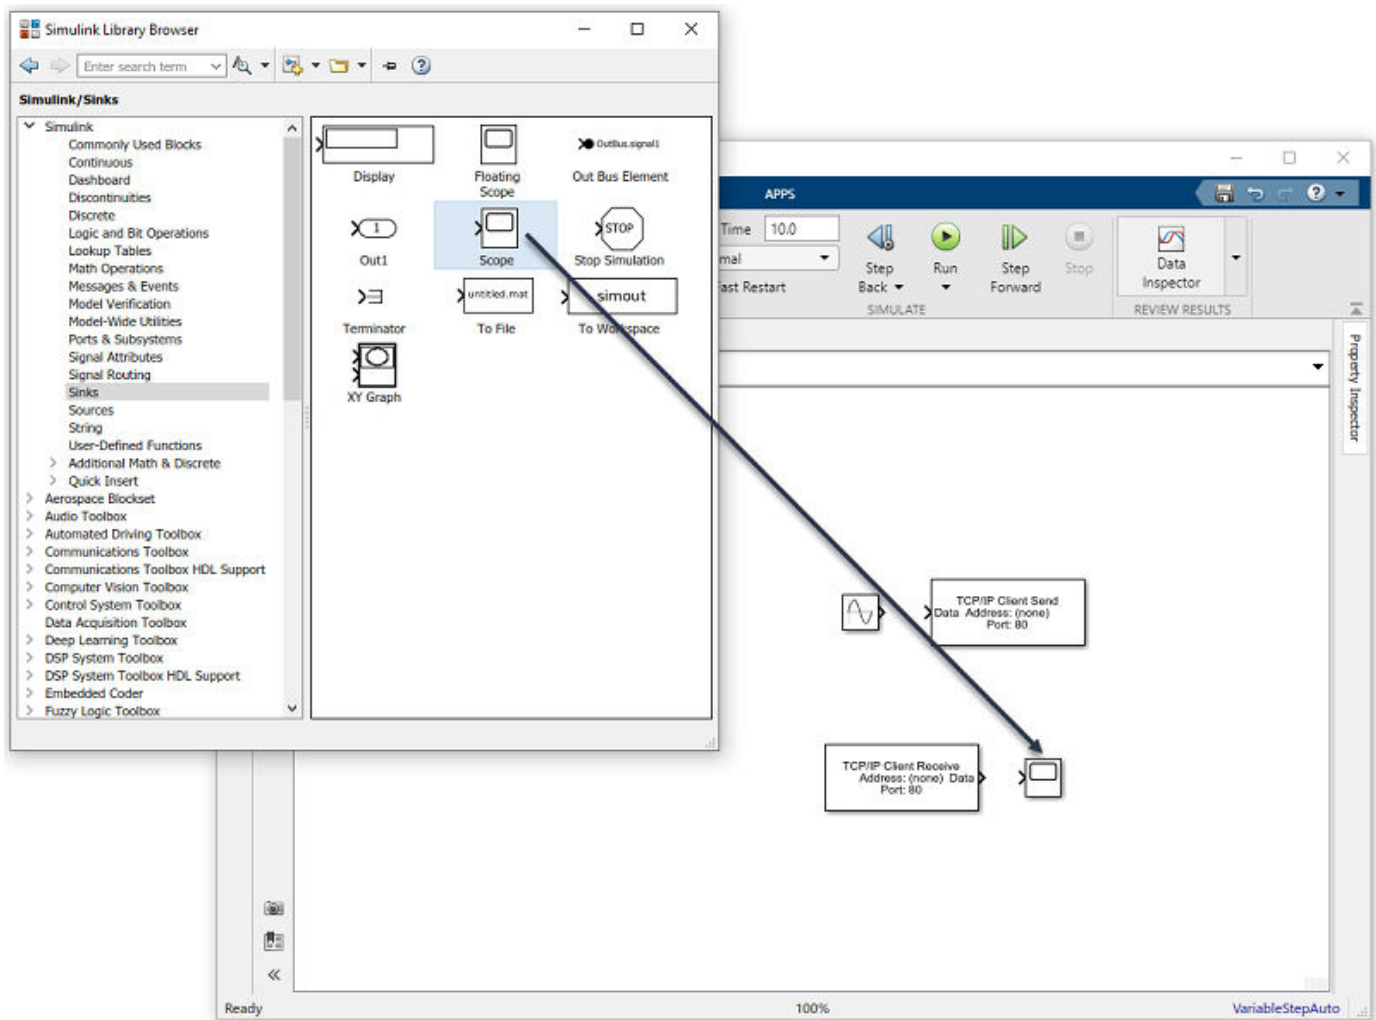 Simulink Library Browser
Enter search term
Simulink/Sinks
Simulink
Commonly Used Blocks
Continuous
Dashboard
Discontinuities
Discrete
Logic and Bit Operations
Lookup Tables
Math Operations
Messages & Events
Model Verification
Model-Wide Utilities
Ports & Subsystems
Signal Attributes
Signal Routing
Sinks
Sources
String
User-Defined Functions
Additional Math & Discrete
Quick Insert
Aerospace Blockset
Audio Toolbox
Automated Driving Toolbox
Communications Toolbox
Communications Toolbox HDL Support
Computer Vision Toolbox
Control System Toolbox
Data Acquisition Toolbox
Deep Learning Toolbox
DSP System Toolbox
DSP System Toolbox HDL Support
Embedded Coder
Fuzzy Logic Toolbox
Display
Floating
Scope
OutBus.signal1
Out Bus Element
1
Out1
Scope
STOP
Stop Simulation
Terminator
untitled.mat
To File
simout
To Workspace
XY Graph
APPS
Time 10.0
mal
ast Restart
Step
Back
Run
Step
Forward
Stop
SIMULATE
Data
Inspector
REVIEW RESULTS
Property Inspector
TCP/IP Client Send
Data Address: (none)
Port: 80
TCP/IP Client Receive
Address: (none) Data
Port: 80
Ready
100%
VariableStepAuto